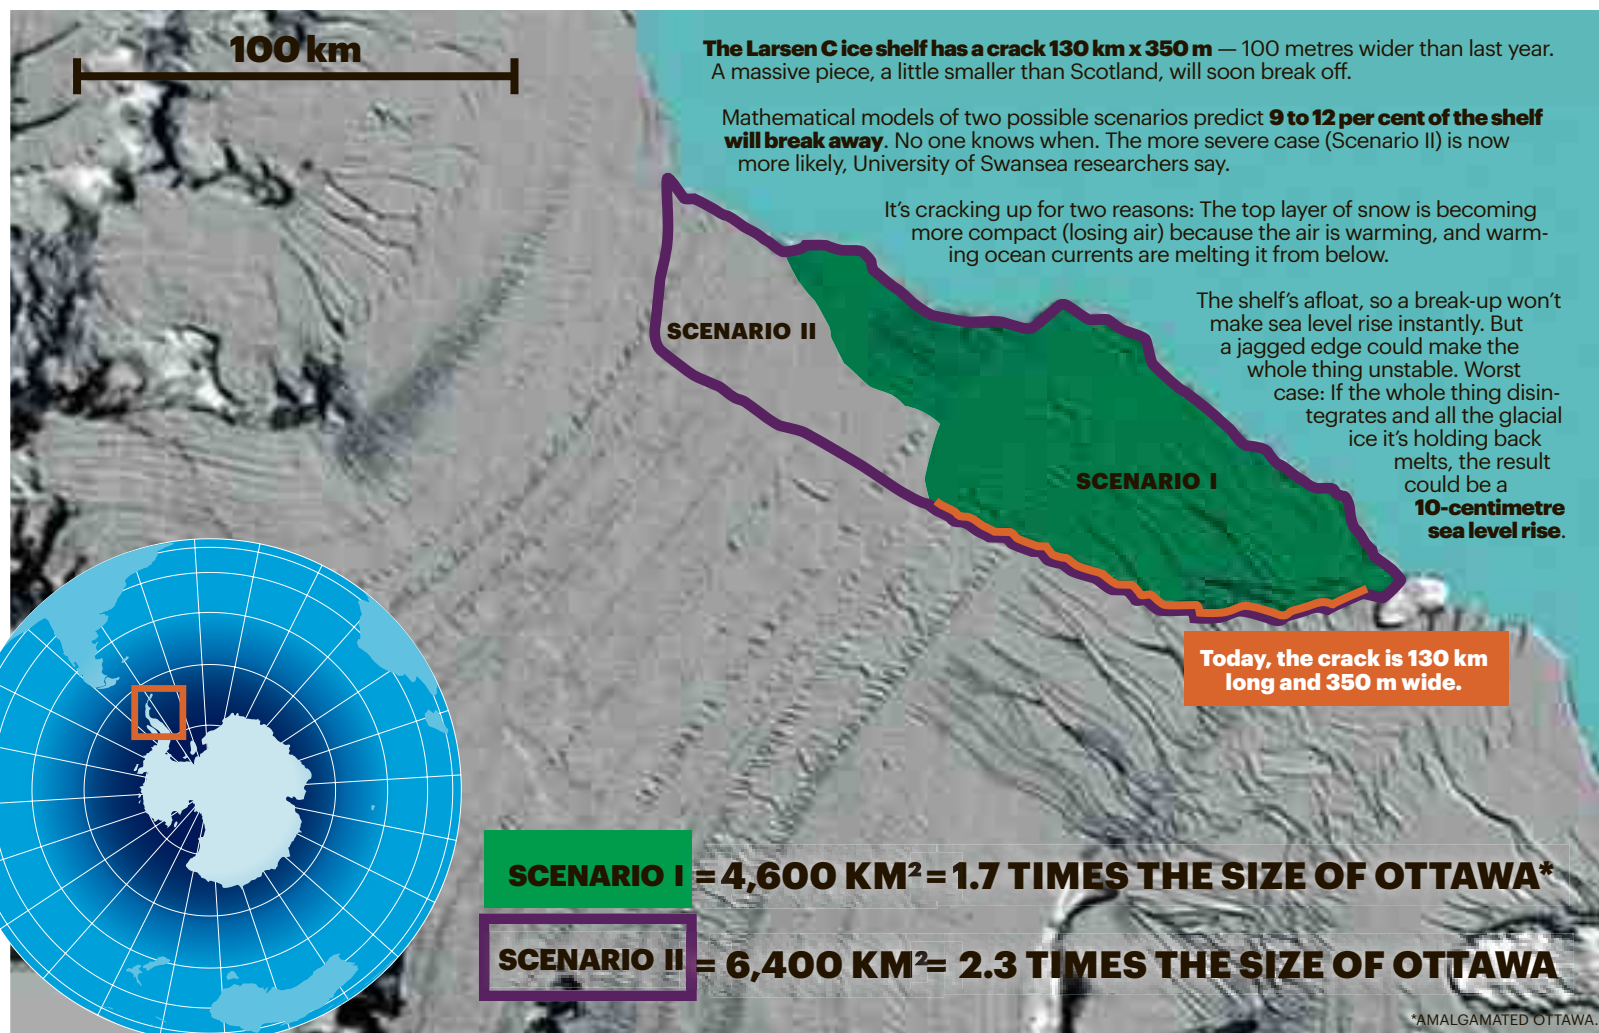 100 km
The Larsen C ice shelf has a crack 130 km x 350 m — 100 metres wider than last year.
A massive piece, a little smaller than Scotland, will soon break off.
Mathematical models of two possible scenarios predict 9 to 12 per cent of the shelf
will break away. No one knows when. The more severe case (Scenario II) is now
more likely, University of Swansea researchers say.
It's cracking up for two reasons: The top layer of snow is becoming
more compact (losing air) because the air is warming, and warm-
ing ocean currents are melting it from below.
The shelf's afloat, so a break-up won't
make sea level rise instantly. But
a jagged edge could make the
whole thing unstable. Worst
case: If the whole thing disin-
tegrates and all the glacial
ice it's holding back
melts, the result
could be a
10-centimetre
sea level rise.
SCENARIO II
SCENARIO I
Today, the crack is 130 km
long and 350 m wide.
SCENARIO I = 4,600 KM² = 1.7 TIMES THE SIZE OF OTTAWA*
SCENARIO II = 6,400 KM² = 2.3 TIMES THE SIZE OF OTTAWA
*AMALGAMATED OTTAWA.